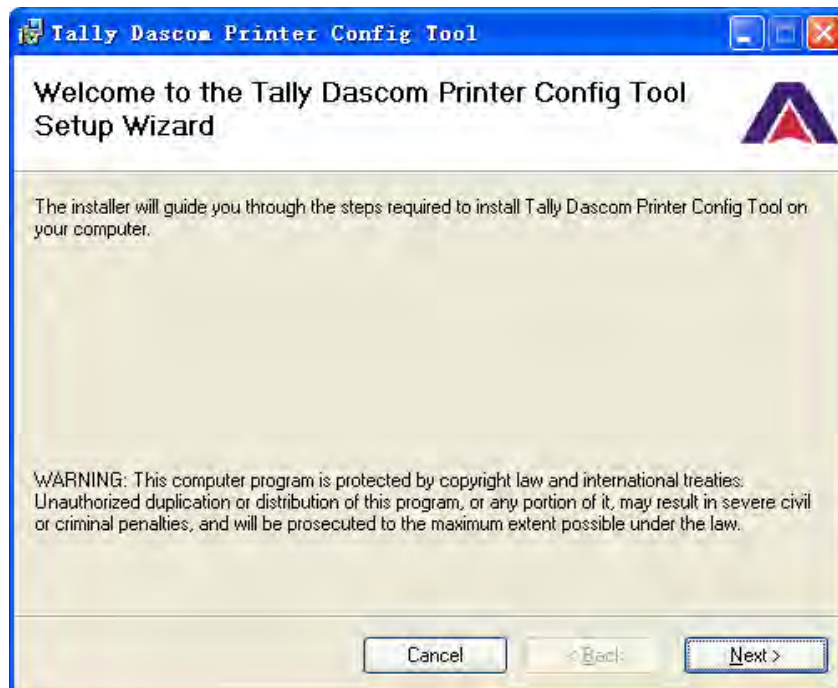 Tally Dascom Printer Config Tool
Welcome to the Tally Dascom Printer Config Tool
Setup Wizard
The installer will guide you through the steps required to install Tally Dascom Printer Config Tool on
your computer.
WARNING: This computer program is protected by copyright law and international treaties.
Unauthorized duplication or distribution of this program, or any portion of it, may result in severe civil
or criminal penalties, and will be prosecuted to the maximum extent possible under the law.
Cancel
< Back
Next >